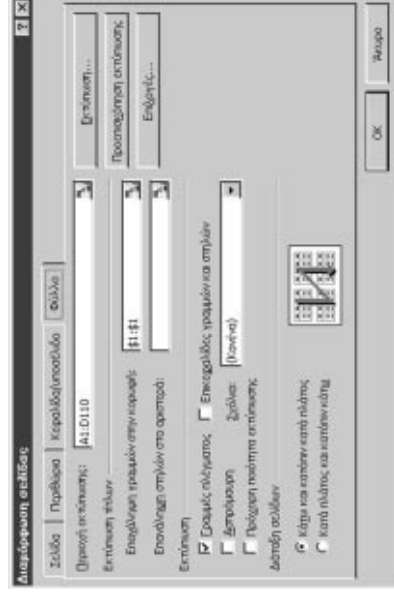 Διαμόρφωση σελίδας
Σελίδα Περιθώρια Κεφαλίδα/υποσέλιδο Φύλλο
Περιοχή εκτύπωσης: A1:D110
Εκτύπωση...
Εκτύπωση τίτλων
Προεπισκόπηση εκτύπωσης
Επανάληψη γραμμών στην κορυφή: $1:$1
Επιλογές...
Επανάληψη στηλών στα αριστερά:
Εκτύπωση
Γραμμές πλέγματος Επικεφαλίδες γραμμών και στηλών
Ασπρόμαυρη Σχόλια: (Κανένα)
Πρόχειρη ποιότητα εκτύπωσης
Διάταξη σελίδων
Κάτω και κατόπιν κατά πλάτος
Κατά πλάτος και κατόπιν κάτω
OK Άκυρο